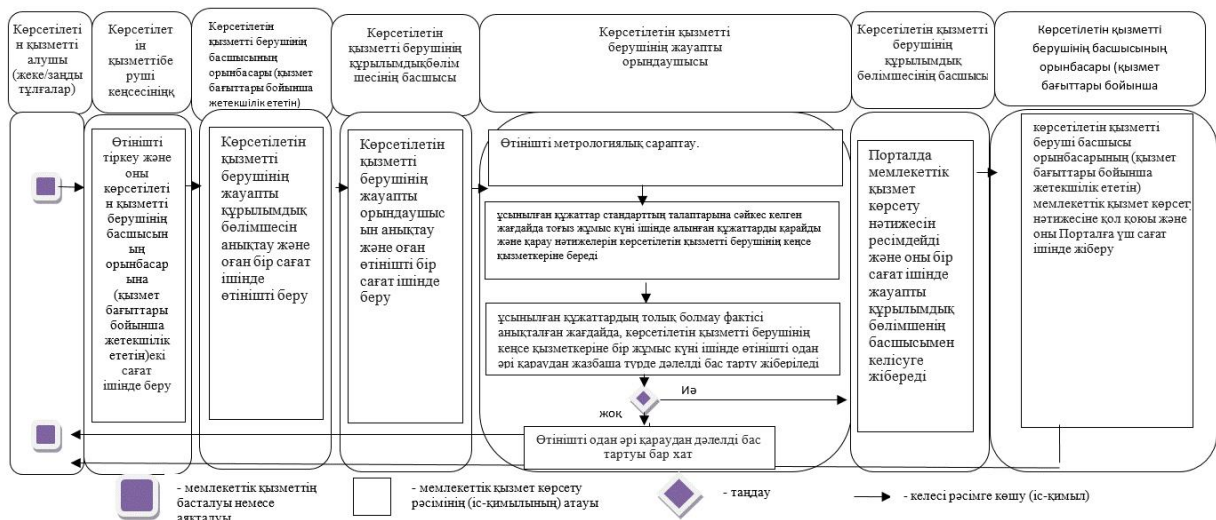 Көрсетілеті
н қызметті
алушы
(жеке/заңды
тұлғалар)
Көрсетілет
ін
қызметтібе
руші
кеңсесініңқ
Көрсетілетін
қызметті берушінің
басшысының
орынбасары (қызмет
бағыттары бойынша
жетекшілік ететін)
Көрсетілетін
қызметті берушінің
құрылымдықбөлім
шесінің басшысы
Көрсетілетін қызметті
берушінің жауапты
орындаушысы
Көрсетілетін қызметті
берушінің
құрылымдық
бөлімшесінің басшысы
Көрсетілетін қызметті
берушінің басшысының
орынбасары (қызмет
бағыттары бойынша
Өтінішті
тіркеу және
оны
көрсетілеті
н қызметті
берушінің
басшысын
ың
орынбасар
ына
(қызмет
бағыттары
бойынша
жетекшілік
ететін)екі
сағат
ішінде беру
Көрсетілетін
қызметті
берушінің
жауапты
құрылымдық
бөлімшесін
анықтау және
оған бір сағат
ішінде
өтінішті беру
Көрсетілетін
қызметті
берушінің
жауапты
орындаушыс
ын анықтау
және оған
өтінішті бір
сағат ішінде
беру
Өтінішті метрологиялық сараптау.
ұсынылған құжаттар стандарттың талаптарына сәйкес келген
жағдайда тоғыз жұмыс күні ішінде алынған құжаттарды қарайды
және қарау нәтижелерін көрсетілетін қызметті берушінің кеңсе
қызметкеріне береді
ұсынылған құжаттардың толық болмау фактісі
анықталған жағдайда, көрсетілетін қызметті берушінің
кеңсе қызметкеріне бір жұмыс күні ішінде өтінішті одан
әрі қараудан жазбаша түрде дәлелді бас тарту жіберіледі
Иә
жоқ
Өтінішті одан әрі қараудан дәлелді бас
тартуы бар хат
Порталда
мемлекеттік
қызмет
көрсету
нәтижесін
ресімдейді
және оны бір
сағат ішінде
жауапты
құрылымдық
бөлімшенің
басшысымен
келісуге
жібереді
көрсетілетін қызметті
беруші басшысы
орынбасарының (қызмет
бағыттары бойынша
жетекшілік ететін)
мемлекеттік қызмет көрсету
нәтижесіне қол қоюы және
оны Порталға үш сағат
ішінде жіберу
- мемлекеттік қызметтің
басталуы немесе
аяқталуы
- мемлекеттік қызмет көрсету
рәсімінің (іс-қимылының) атауы
- таңдау
- келесі рәсімге көшу (іс-қимыл)